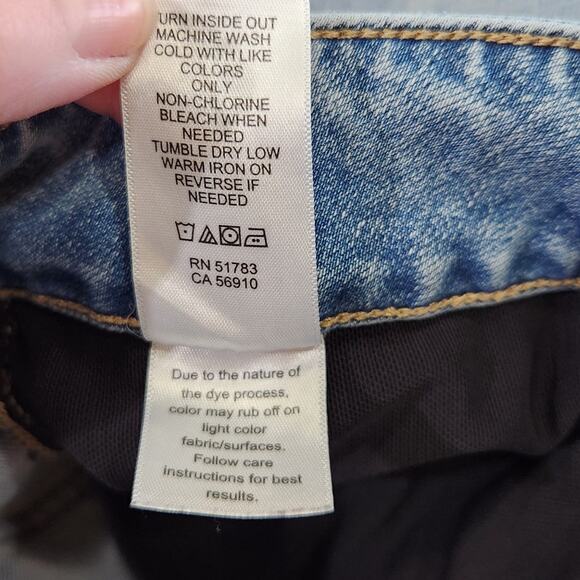 TURN INSIDE OUT
MACHINE WASH
COLD WITH LIKE
COLORS
ONLY
NON-CHLORINE
BLEACH WHEN
NEEDED
TUMBLE DRY LOW
WARM IRON ON
REVERSE IF
NEEDED
RN 51783
CA 56910
Due to the nature of
the dye process,
color may rub off on
light color
fabric/surfaces.
Follow care
instructions for best
results.